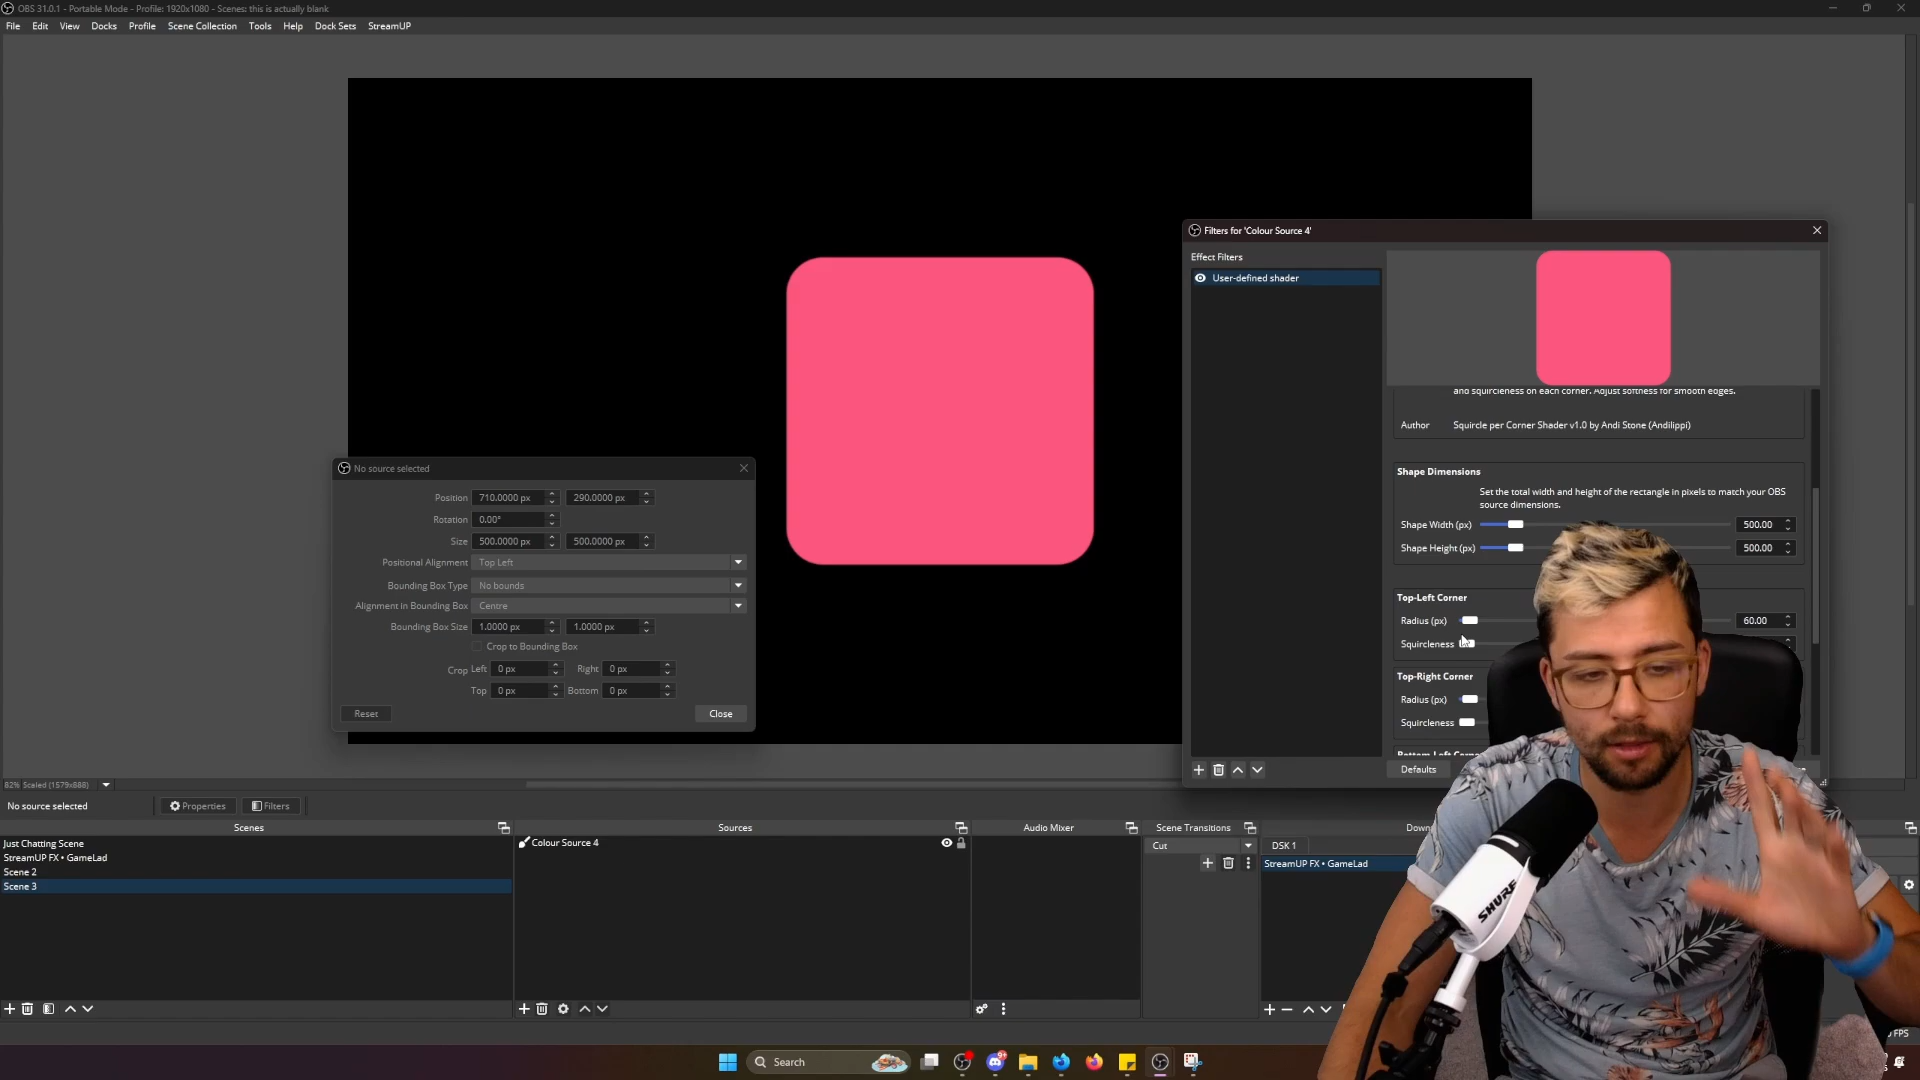 OBS 31.0.1 - Portable Mode - Profile: 1920x1080 - Scenes: this is actually blank
File Edit View Docks Profile Scene Collection Tools Help Dock Sets StreamUP
Filters for 'Colour Source 4'
Effect Filters
User-defined shader
and squircleness on each corner. Adjust softness for smooth edges.
Author Squircle per Corner Shader v1.0 by Andi Stone (Andilippi)
Shape Dimensions
Set the total width and height of the rectangle in pixels to match your OBS
source dimensions.
Shape Width (px) 500.00
Shape Height (px) 500.00
Top-Left Corner
Radius (px) 60.00
Squircleness
Top-Right Corner
Radius (px)
Squircleness
Defaults
No source selected
Position 710.0000 px 290.0000 px
Rotation 0.00°
Size 500.0000 px 500.0000 px
Positional Alignment Top Left
Bounding Box Type No bounds
Alignment in Bounding Box Centre
Bounding Box Size 1.0000 px 1.0000 px
Crop to Bounding Box
Crop Left 0 px Right 0 px
Top 0 px Bottom 0 px
Reset Close
82% Scaled (1579x888)
No source selected Properties Filters
Scenes Sources Audio Mixer Scene Transitions
Just Chatting Scene
StreamUP FX • GameLad
Scene 2
Scene 3
Colour Source 4
Cut
DSK 1
StreamUP FX • GameLad
SHURE
FPS
Search